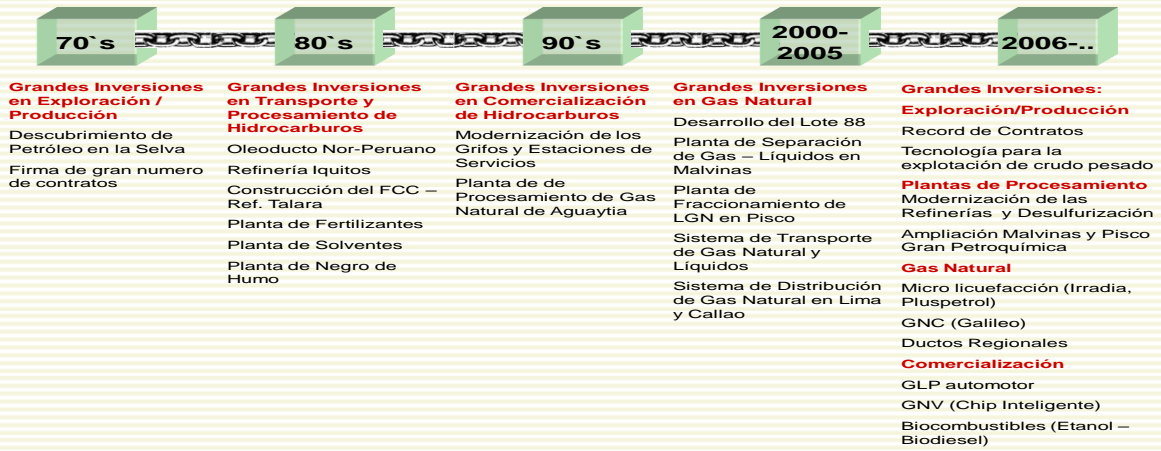 70`s
80`s
90`s
2000-
2005
2006-..
Grandes Inversiones
en Exploración /
Producción
Descubrimiento de
Petróleo en la Selva
Firma de gran numero
de contratos
Grandes Inversiones
en Transporte y
Procesamiento de
Hidrocarburos
Oleoducto Nor-Peruano
Refinería Iquitos
Construcción del FCC –
Ref. Talara
Planta de Fertilizantes
Planta de Solventes
Planta de Negro de
Humo
Grandes Inversiones
en Comercialización
de Hidrocarburos
Modernización de los
Grifos y Estaciones de
Servicios
Planta de de
Procesamiento de Gas
Natural de Aguaytia
Grandes Inversiones
en Gas Natural
Desarrollo del Lote 88
Planta de Separación
de Gas – Líquidos en
Malvinas
Planta de
Fraccionamiento de
LGN en Pisco
Sistema de Transporte
de Gas Natural y
Líquidos
Sistema de Distribución
de Gas Natural en Lima
y Callao
Grandes Inversiones:
Exploración/Producción
Record de Contratos
Tecnología para la
explotación de crudo pesado
Plantas de Procesamiento
Modernización de las
Refinerías y Desulfurización
Ampliación Malvinas y Pisco
Gran Petroquímica
Gas Natural
Micro licuefacción (Irradia,
Pluspetrol)
GNC (Galileo)
Ductos Regionales
Comercialización
GLP automotor
GNV (Chip Inteligente)
Biocombustibles (Etanol –
Biodiesel)